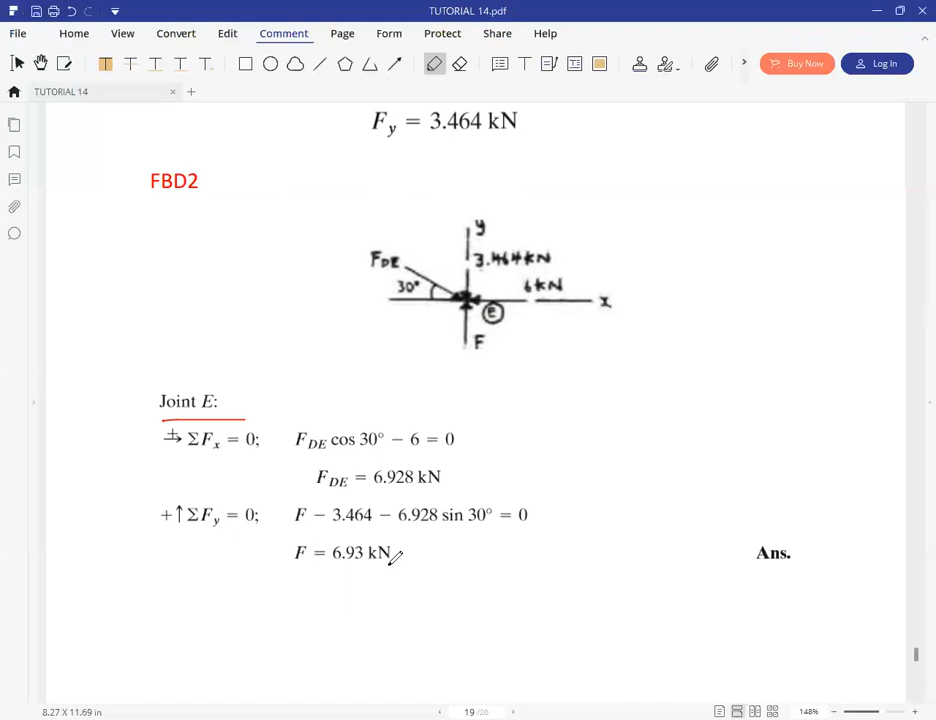 TUTORIAL 14.pdf
File Home View Convert Edit Comment Page Form Protect Share Help
Buy Now Log In
TUTORIAL 14
F_y = 3.464 kN
FBD2
y
F_DE 3.464 kN
30° 6 kN
x
E
F
Joint E:
→+ ΣF_x = 0; F_DE cos 30° − 6 = 0
F_DE = 6.928 kN
+↑ΣF_y = 0; F − 3.464 − 6.928 sin 30° = 0
F = 6.93 kN Ans.
8.27 X 11.69 in 19 /20 148%